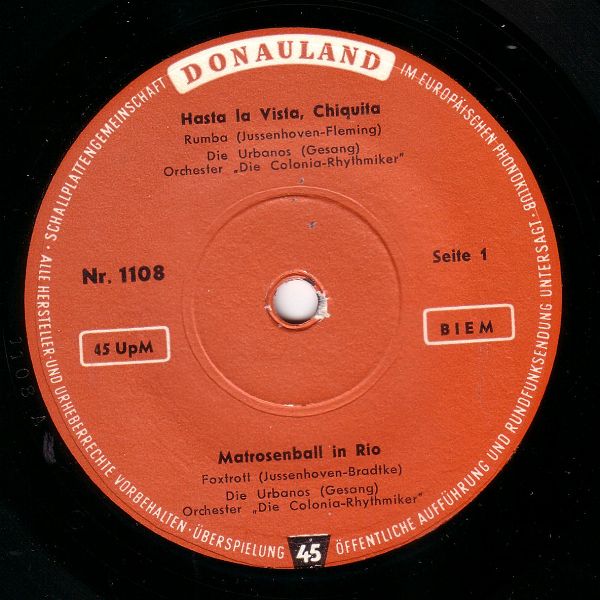 DONAULAND
SCHALLPLATTENGEMEINSCHAFT
IM EUROPÄISCHEN PHONOKLUB ·
Hasta la Vista, Chiquita
Rumba (Jussenhoven-Fleming)
Die Urbanos (Gesang)
Orchester „Die Colonia-Rhythmiker"
Nr. 1108
Seite 1
45 UpM
BIEM
Matrosenball in Rio
Foxtrott (Jussenhoven-Bradtke)
Die Urbanos (Gesang)
Orchester „Die Colonia-Rhythmiker"
· ALLE HERSTELLER- UND URHEBERRECHTE VORBEHALTEN · ÜBERSPIELUNG
45
ÖFFENTLICHE AUFFÜHRUNG UND RUNDFUNKSENDUNG UNTERSAGT ·